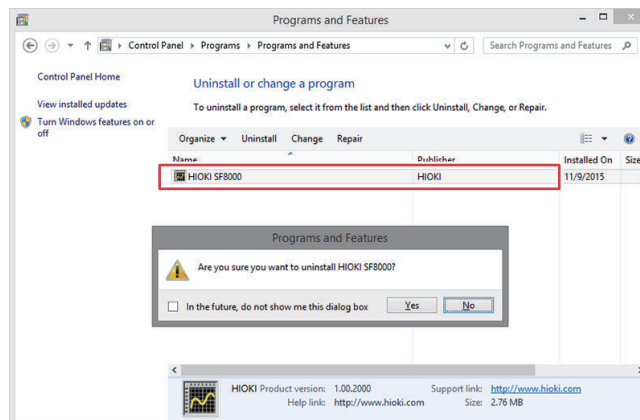 Programs and Features
Control Panel ▸ Programs ▸ Programs and Features
Search Programs and Features
Control Panel Home
View installed updates
Turn Windows features on or
off
Uninstall or change a program
To uninstall a program, select it from the list and then click Uninstall, Change, or Repair.
Organize Uninstall Change Repair
Name Publisher Installed On Size
HIOKI SF8000 HIOKI 11/9/2015
Programs and Features
Are you sure you want to uninstall HIOKI SF8000?
In the future, do not show me this dialog box Yes No
HIOKI Product version: 1.00.2000 Support link: http://www.hioki.com
Help link: http://www.hioki.com Size: 2.76 MB